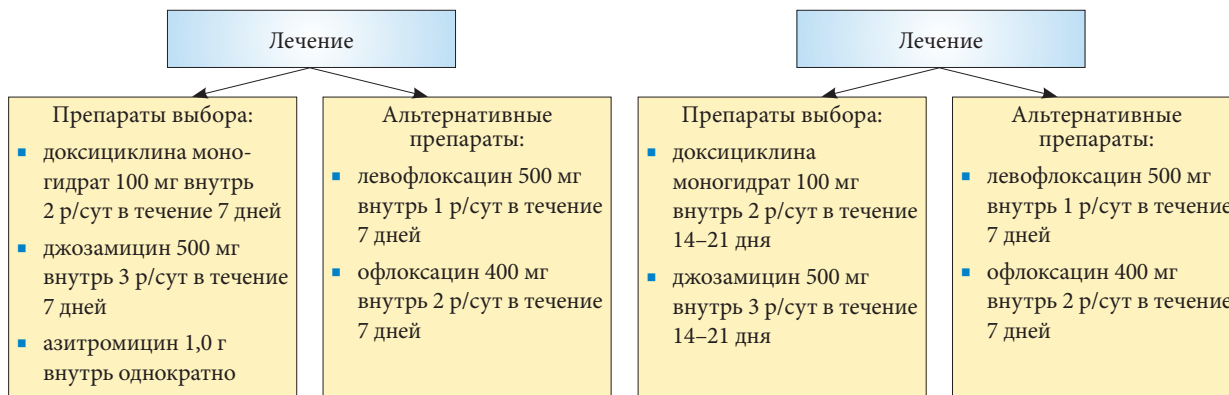 Лечение
Препараты выбора:
▪ доксициклина моно-
гидрат 100 мг внутрь
2 р/сут в течение 7 дней
▪ джозамицин 500 мг
внутрь 3 р/сут в течение
7 дней
▪ азитромицин 1,0 г
внутрь однократно
Альтернативные
препараты:
▪ левофлоксацин 500 мг
внутрь 1 р/сут в течение
7 дней
▪ офлоксацин 400 мг
внутрь 2 р/сут в течение
7 дней
Лечение
Препараты выбора:
▪ доксициклина
моногидрат 100 мг
внутрь 2 р/сут в течение
14–21 дня
▪ джозамицин 500 мг
внутрь 3 р/сут в течение
14–21 дня
Альтернативные
препараты:
▪ левофлоксацин 500 мг
внутрь 1 р/сут в течение
7 дней
▪ офлоксацин 400 мг
внутрь 2 р/сут в течение
7 дней